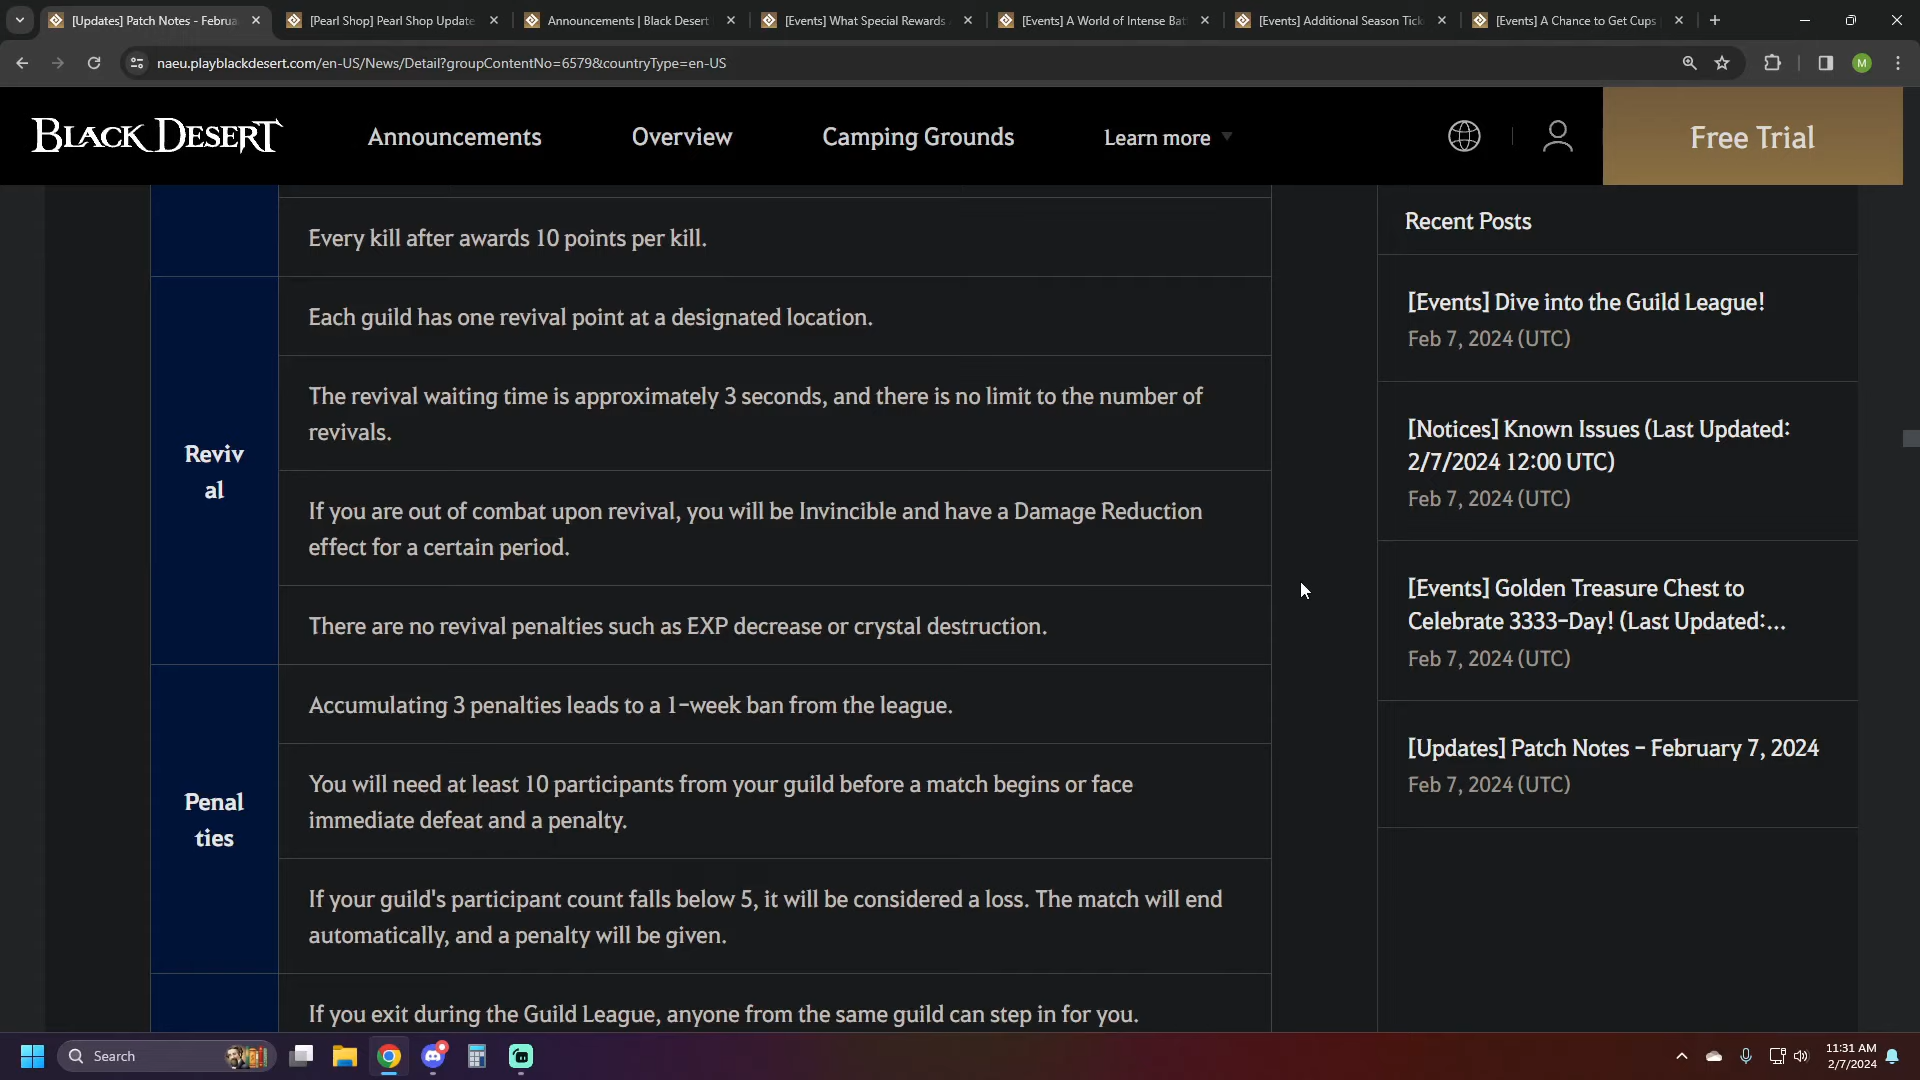 [Updates] Patch Notes - Februa
[Pearl Shop] Pearl Shop Update
Announcements | Black Desert
[Events] What Special Rewards
[Events] A World of Intense Bat
[Events] Additional Season Tick
[Events] A Chance to Get Cups
naeu.playblackdesert.com/en-US/News/Detail?groupContentNo=6579&countryType=en-US
M
BLACK DESERT
Announcements
Overview
Camping Grounds
Learn more
Free Trial
Every kill after awards 10 points per kill.
Reviv
al
Each guild has one revival point at a designated location.
The revival waiting time is approximately 3 seconds, and there is no limit to the number of
revivals.
If you are out of combat upon revival, you will be Invincible and have a Damage Reduction
effect for a certain period.
There are no revival penalties such as EXP decrease or crystal destruction.
Penal
ties
Accumulating 3 penalties leads to a 1-week ban from the league.
You will need at least 10 participants from your guild before a match begins or face
immediate defeat and a penalty.
If your guild's participant count falls below 5, it will be considered a loss. The match will end
automatically, and a penalty will be given.
If you exit during the Guild League, anyone from the same guild can step in for you.
Recent Posts
[Events] Dive into the Guild League!
Feb 7, 2024 (UTC)
[Notices] Known Issues (Last Updated:
2/7/2024 12:00 UTC)
Feb 7, 2024 (UTC)
[Events] Golden Treasure Chest to
Celebrate 3333-Day! (Last Updated:...
Feb 7, 2024 (UTC)
[Updates] Patch Notes - February 7, 2024
Feb 7, 2024 (UTC)
Search
11:31 AM
2/7/2024